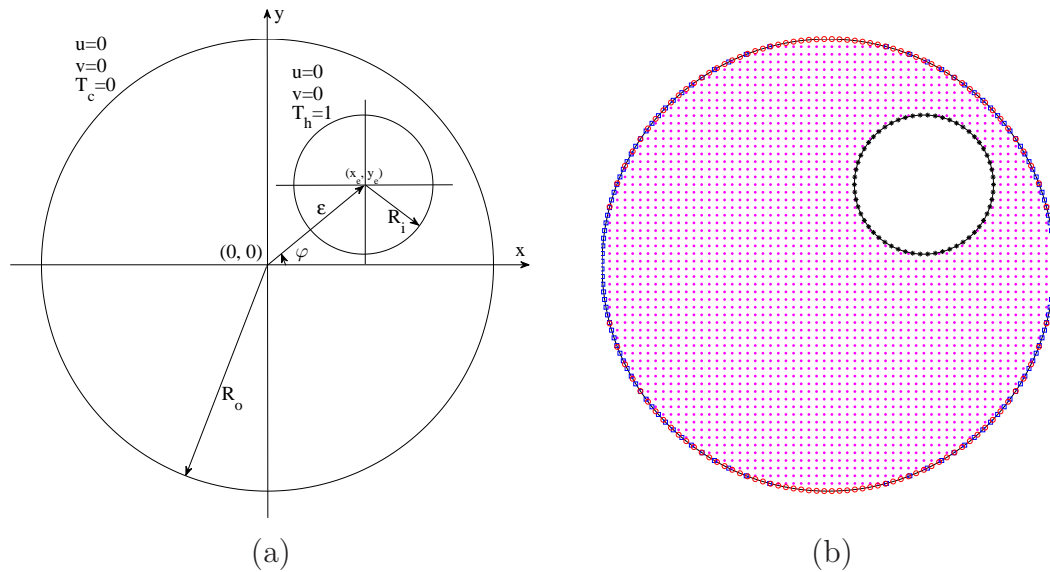 y
u=0
v=0
T_c=0
u=0
v=0
T_h=1
(x_e, y_e)
ε
R_i
(0, 0)
φ
x
R_o
(a)
(b)